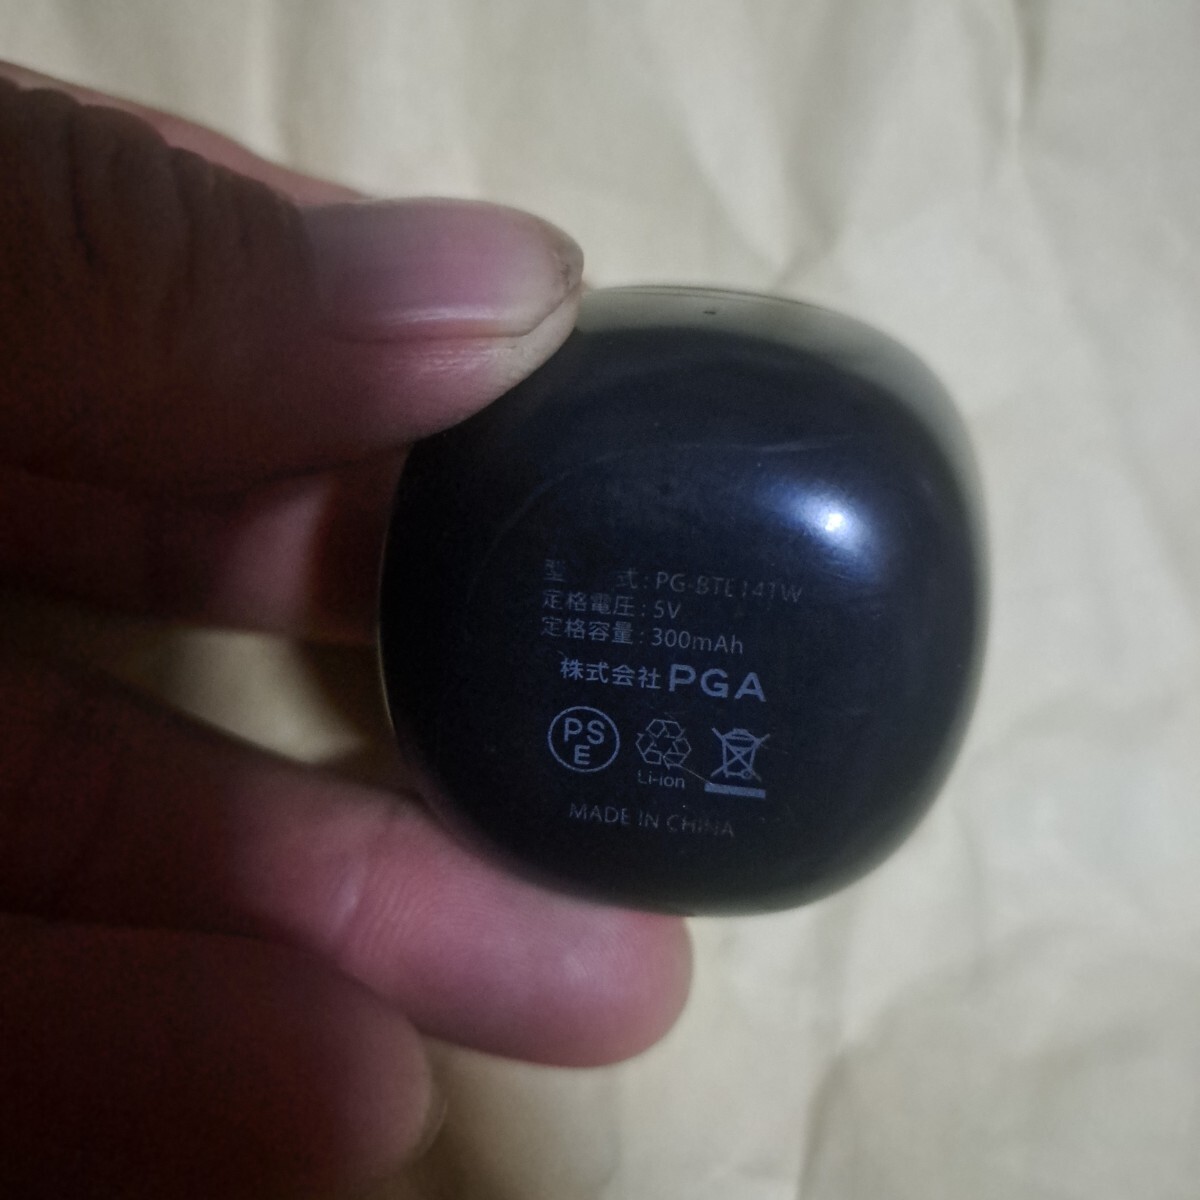 型　　式：PG-BTE14TW
定格電圧：5V
定格容量：300mAh
株式会社PGA
PS
E
Li-ion
MADE IN CHINA